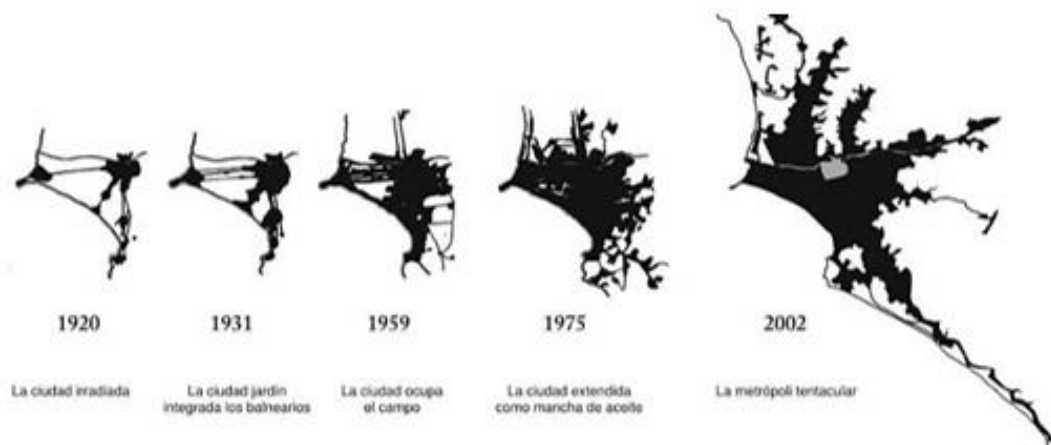 1920
1931
1959
1975
2002
La ciudad irradiada
La ciudad jardín
integrada los balnearios
La ciudad ocupa
el campo
La ciudad extendida
como mancha de aceite
La metrópoli tentacular